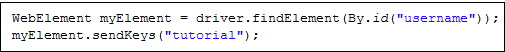 WebElement myElement = driver.findElement(By.id("username"));
myElement.sendKeys("tutorial");